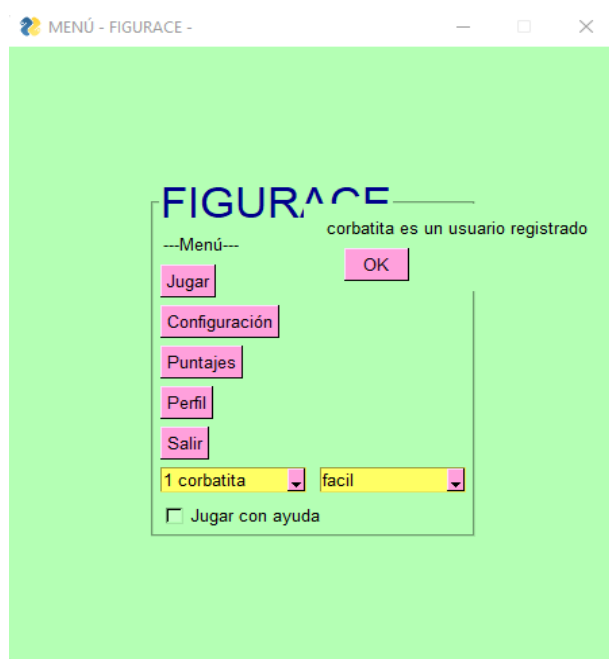 MENÚ - FIGURACE -
FIGURACE
corbatita es un usuario registrado
---Menú---
OK
Jugar
Configuración
Puntajes
Perfil
Salir
1 corbatita
facil
Jugar con ayuda